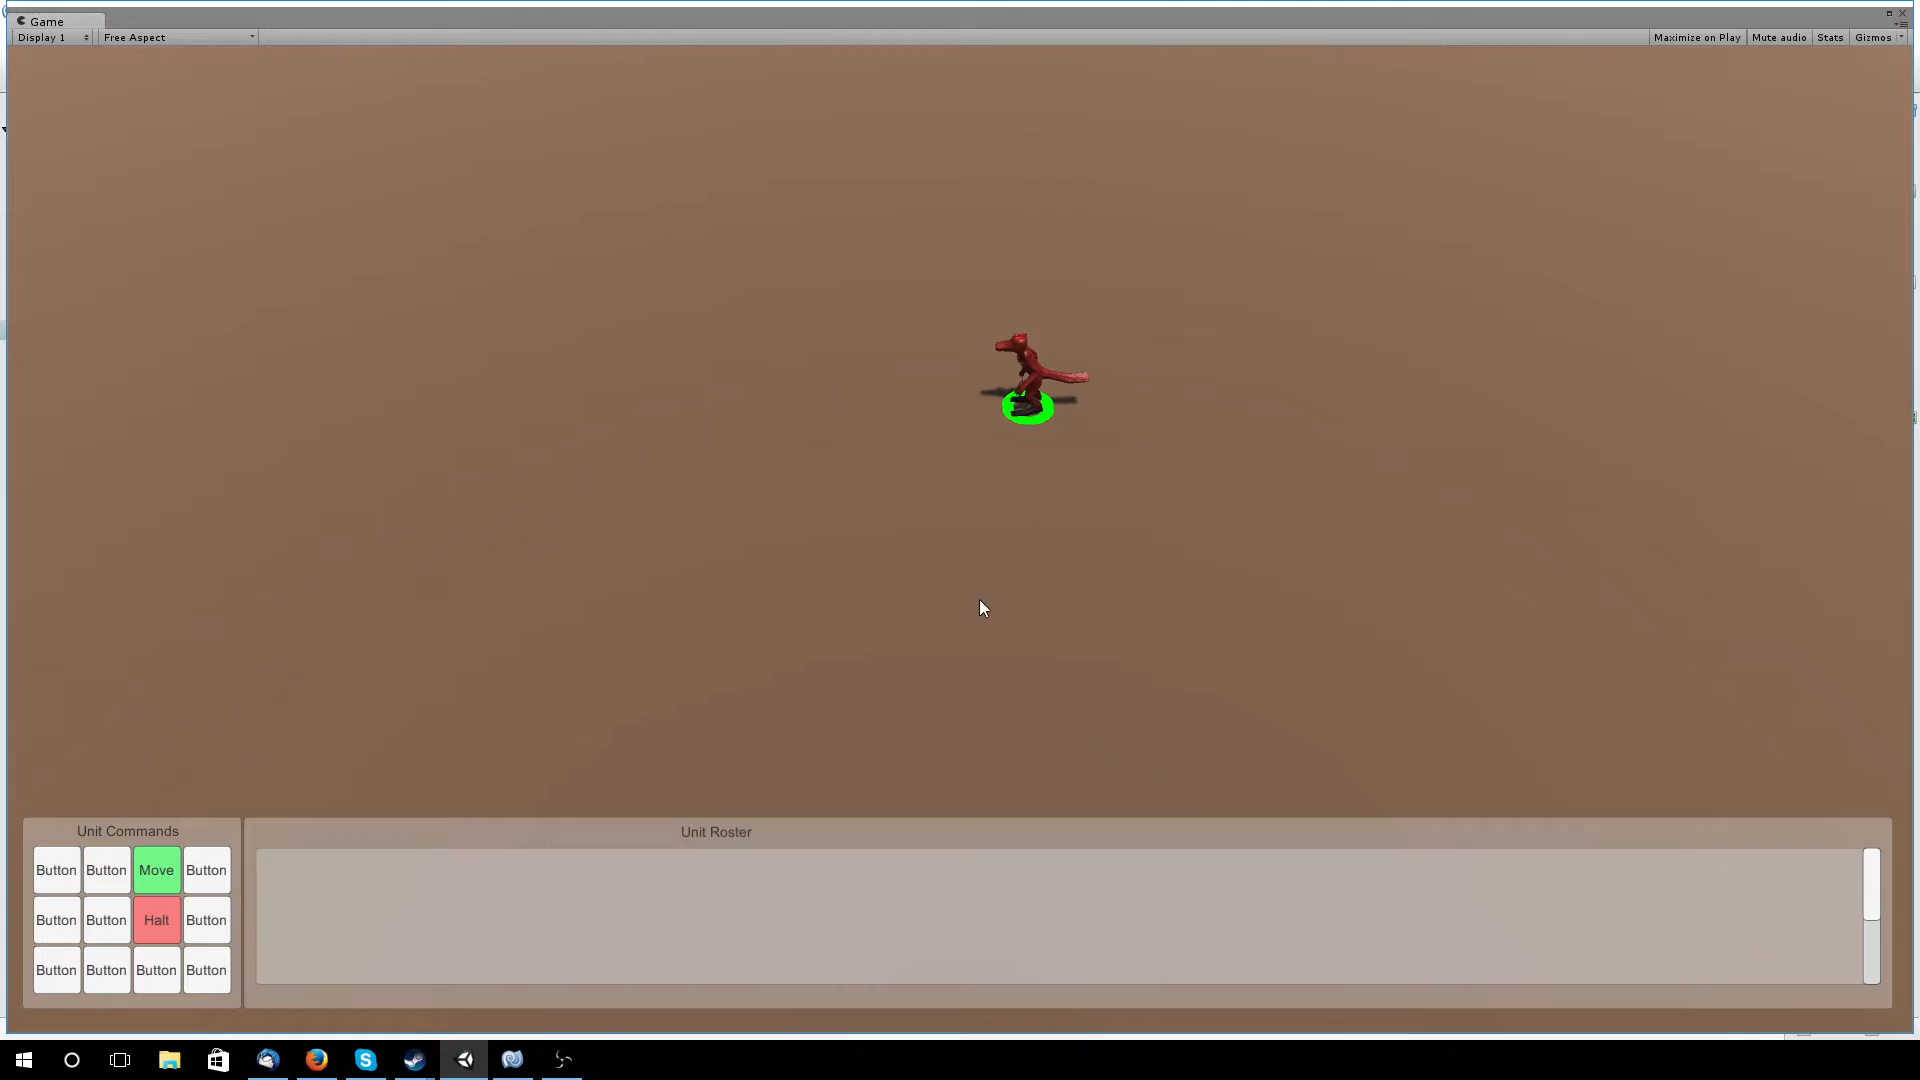 Game
Display 1 Free Aspect Maximize on Play Mute audio Stats Gizmos
Unit Commands Unit Roster
Button Button Move Button
Button Button Halt Button
Button Button Button Button